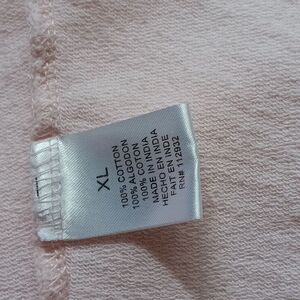 XL
100% COTTON
100% ALGODON
100% COTON
MADE IN INDIA
HECHO EN INDIA
FAIT EN INDE
RN# 112932